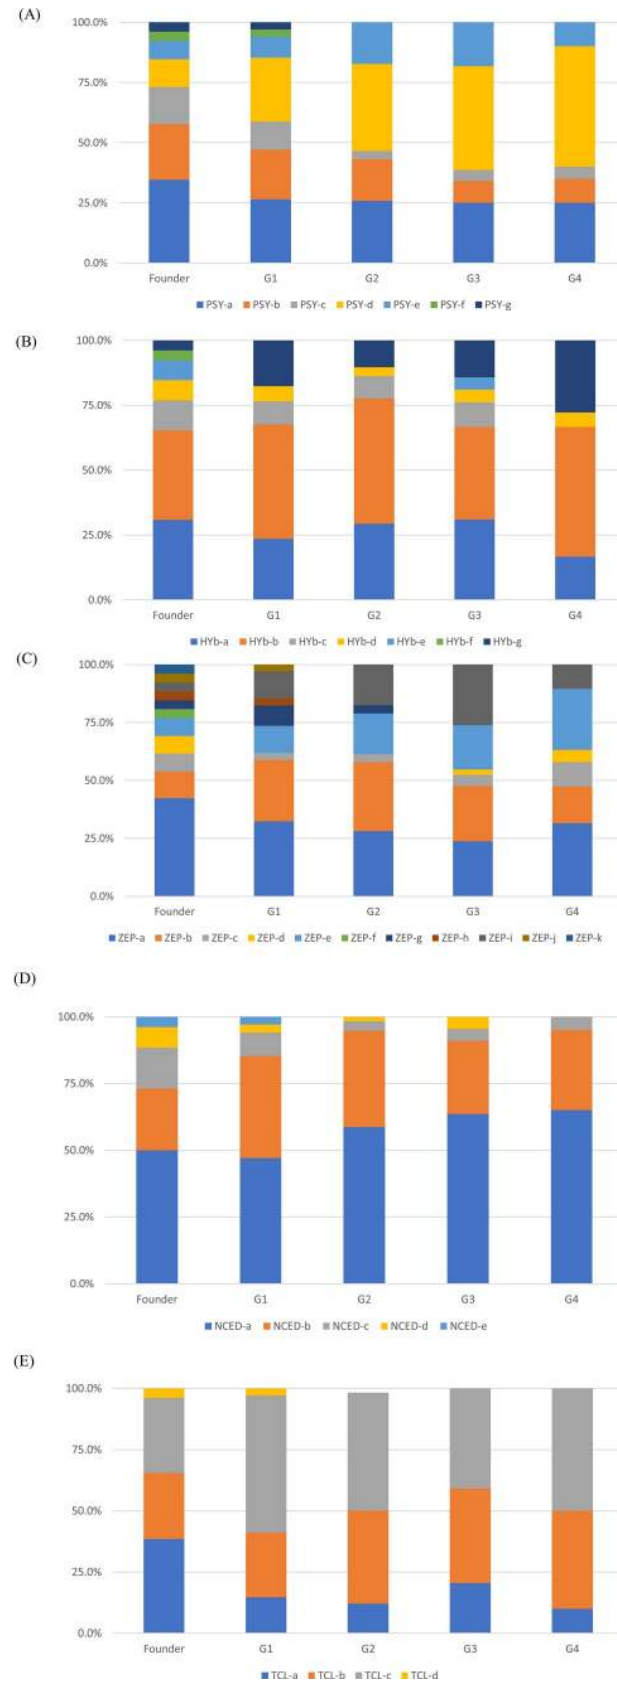 (A)
100.0%
75.0%
50.0%
25.0%
0.0%
Founder G1 G2 G3 G4
PSY-a PSY-b PSY-c PSY-d PSY-e PSY-f PSY-g
(B)
100.0%
75.0%
50.0%
25.0%
0.0%
Founder G1 G2 G3 G4
HYb-a HYb-b HYb-c HYb-d HYb-e HYb-f HYb-g
(C)
100.0%
75.0%
50.0%
25.0%
0.0%
Founder G1 G2 G3 G4
ZEP-a ZEP-b ZEP-c ZEP-d ZEP-e ZEP-f ZEP-g ZEP-h ZEP-i ZEP-j ZEP-k
(D)
100.0%
75.0%
50.0%
25.0%
0.0%
Founder G1 G2 G3 G4
NCED-a NCED-b NCED-c NCED-d NCED-e
(E)
100.0%
75.0%
50.0%
25.0%
0.0%
Founder G1 G2 G3 G4
TCL-a TCL-b TCL-c TCL-d